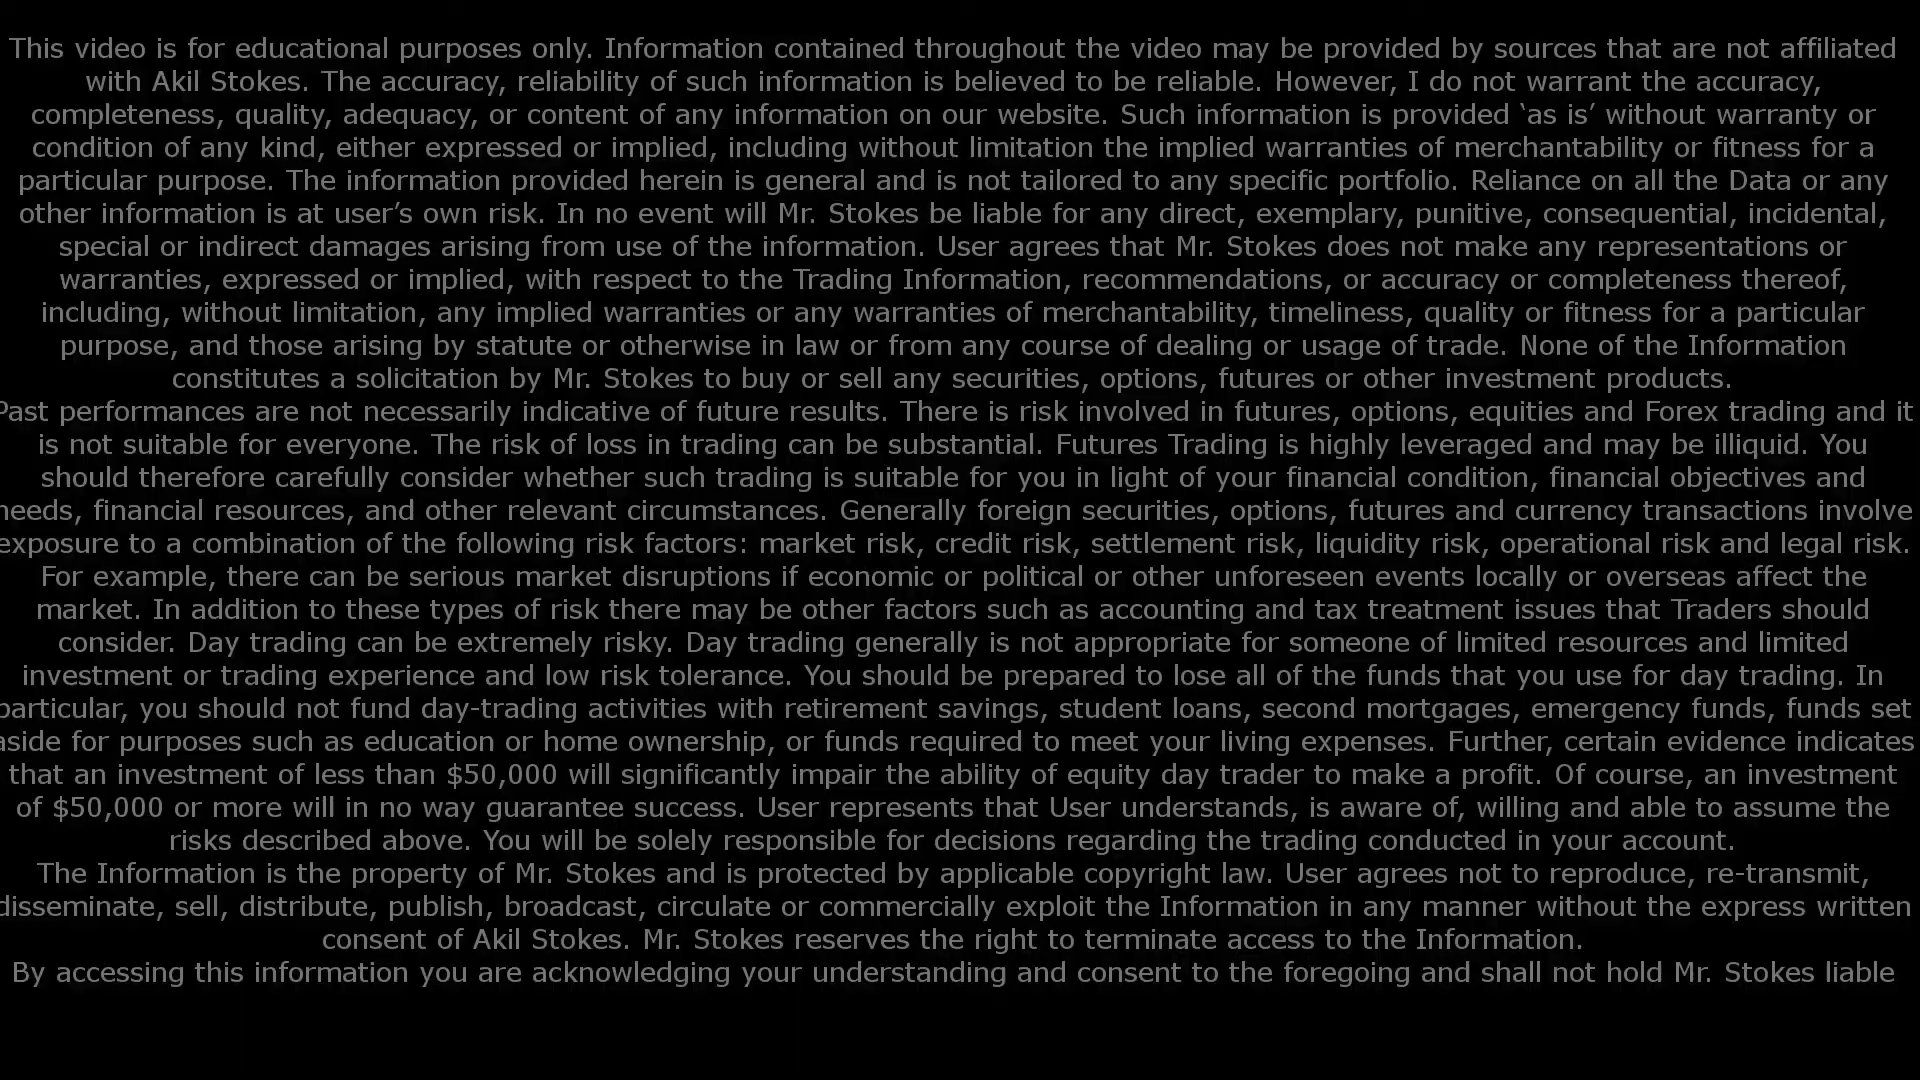 This video is for educational purposes only. Information contained throughout the video may be provided by sources that are not affiliated
with Akil Stokes. The accuracy, reliability of such information is believed to be reliable. However, I do not warrant the accuracy,
completeness, quality, adequacy, or content of any information on our website. Such information is provided ‘as is’ without warranty or
condition of any kind, either expressed or implied, including without limitation the implied warranties of merchantability or fitness for a
particular purpose. The information provided herein is general and is not tailored to any specific portfolio. Reliance on all the Data or any
other information is at user’s own risk. In no event will Mr. Stokes be liable for any direct, exemplary, punitive, consequential, incidental,
special or indirect damages arising from use of the information. User agrees that Mr. Stokes does not make any representations or
warranties, expressed or implied, with respect to the Trading Information, recommendations, or accuracy or completeness thereof,
including, without limitation, any implied warranties or any warranties of merchantability, timeliness, quality or fitness for a particular
purpose, and those arising by statute or otherwise in law or from any course of dealing or usage of trade. None of the Information
constitutes a solicitation by Mr. Stokes to buy or sell any securities, options, futures or other investment products.
Past performances are not necessarily indicative of future results. There is risk involved in futures, options, equities and Forex trading and it
is not suitable for everyone. The risk of loss in trading can be substantial. Futures Trading is highly leveraged and may be illiquid. You
should therefore carefully consider whether such trading is suitable for you in light of your financial condition, financial objectives and
needs, financial resources, and other relevant circumstances. Generally foreign securities, options, futures and currency transactions involve
exposure to a combination of the following risk factors: market risk, credit risk, settlement risk, liquidity risk, operational risk and legal risk.
For example, there can be serious market disruptions if economic or political or other unforeseen events locally or overseas affect the
market. In addition to these types of risk there may be other factors such as accounting and tax treatment issues that Traders should
consider. Day trading can be extremely risky. Day trading generally is not appropriate for someone of limited resources and limited
investment or trading experience and low risk tolerance. You should be prepared to lose all of the funds that you use for day trading. In
particular, you should not fund day-trading activities with retirement savings, student loans, second mortgages, emergency funds, funds set
aside for purposes such as education or home ownership, or funds required to meet your living expenses. Further, certain evidence indicates
that an investment of less than $50,000 will significantly impair the ability of equity day trader to make a profit. Of course, an investment
of $50,000 or more will in no way guarantee success. User represents that User understands, is aware of, willing and able to assume the
risks described above. You will be solely responsible for decisions regarding the trading conducted in your account.
The Information is the property of Mr. Stokes and is protected by applicable copyright law. User agrees not to reproduce, re-transmit,
disseminate, sell, distribute, publish, broadcast, circulate or commercially exploit the Information in any manner without the express written
consent of Akil Stokes. Mr. Stokes reserves the right to terminate access to the Information.
By accessing this information you are acknowledging your understanding and consent to the foregoing and shall not hold Mr. Stokes liable